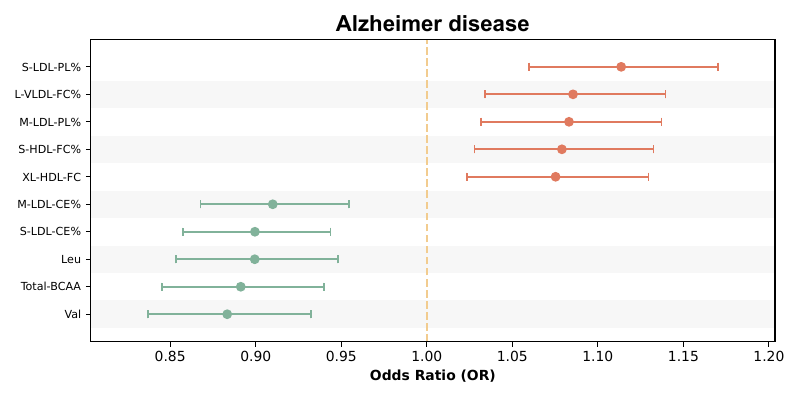 Alzheimer disease
S-LDL-PL%
L-VLDL-FC%
M-LDL-PL%
S-HDL-FC%
XL-HDL-FC
M-LDL-CE%
S-LDL-CE%
Leu
Total-BCAA
Val
0.85 0.90 0.95 1.00 1.05 1.10 1.15 1.20
Odds Ratio (OR)